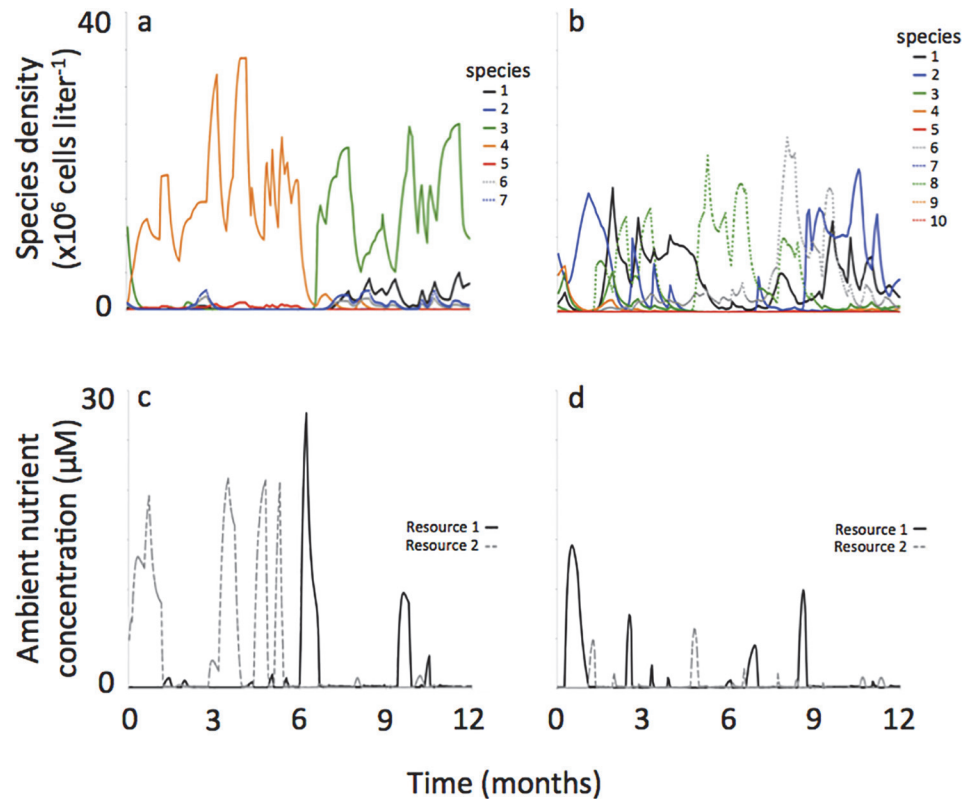 40
a
species
1
2
3
4
5
6
7
0
Species density
(x10⁶ cells liter⁻¹)
b
species
1
2
3
4
5
6
7
8
9
10
30
c
Resource 1
Resource 2
0
Ambient nutrient
concentration (µM)
d
Resource 1
Resource 2
0 3 6 9 12
0 3 6 9 12
Time (months)